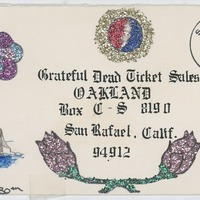 Grateful Dead Ticket Sales
OAKLAND
Box C-S 8190
San Rafael, Calif.
94912